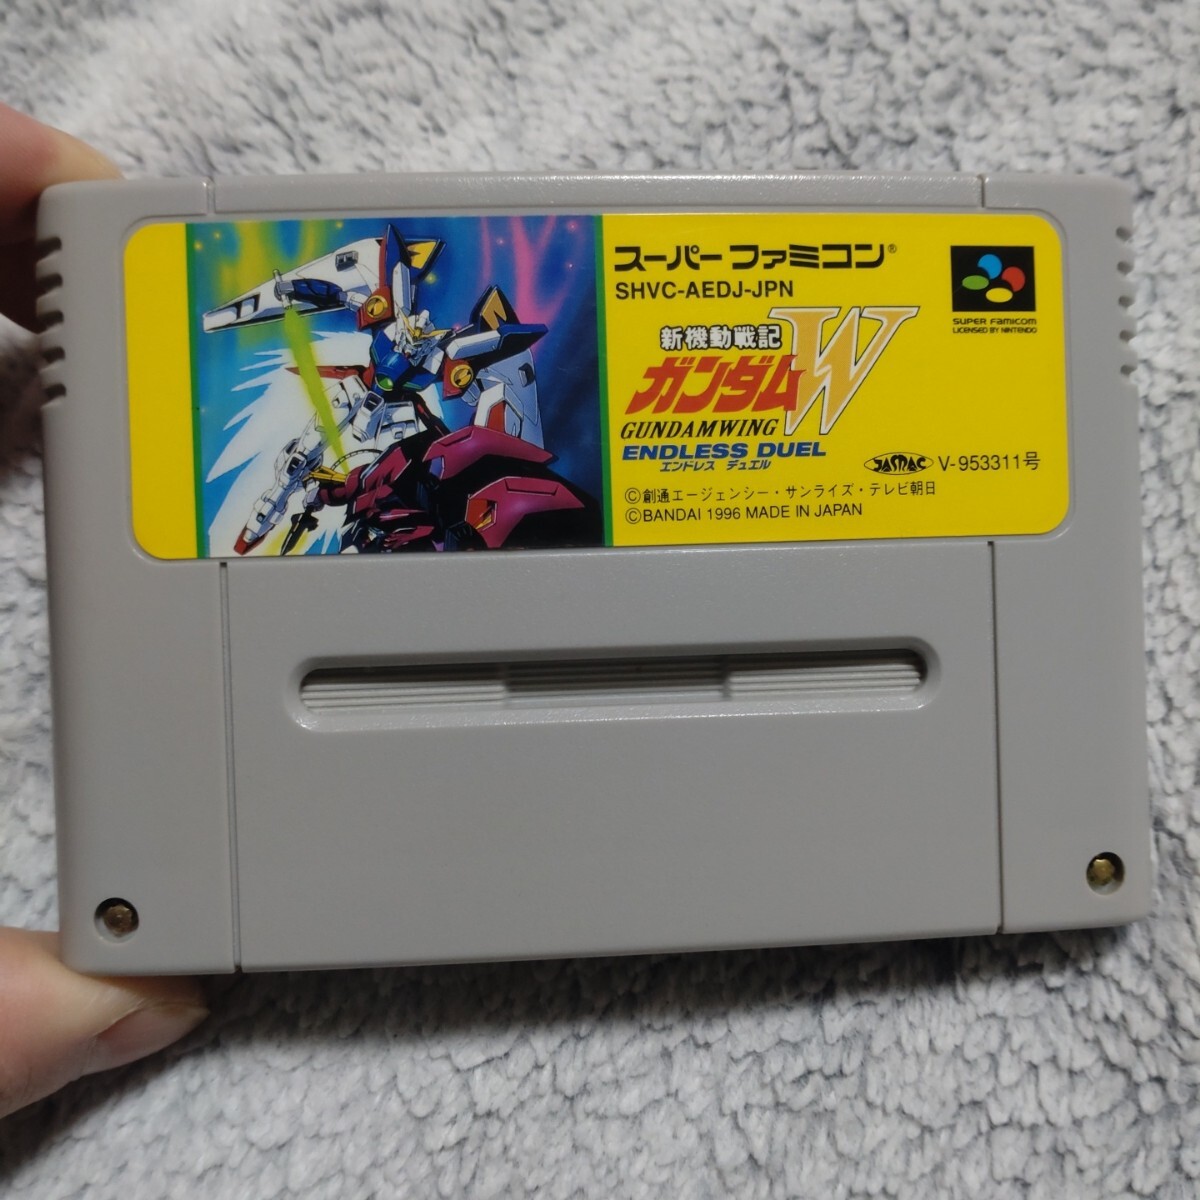 スーパーファミコン®
SHVC-AEDJ-JPN
SUPER FAMICOM
LICENSED BY NINTENDO
新機動戦記
ガンダムW
GUNDAMWING
ENDLESS DUEL
エンドレス デュエル
JASRAC V-953311号
©創通エージェンシー・サンライズ・テレビ朝日
©BANDAI 1996 MADE IN JAPAN